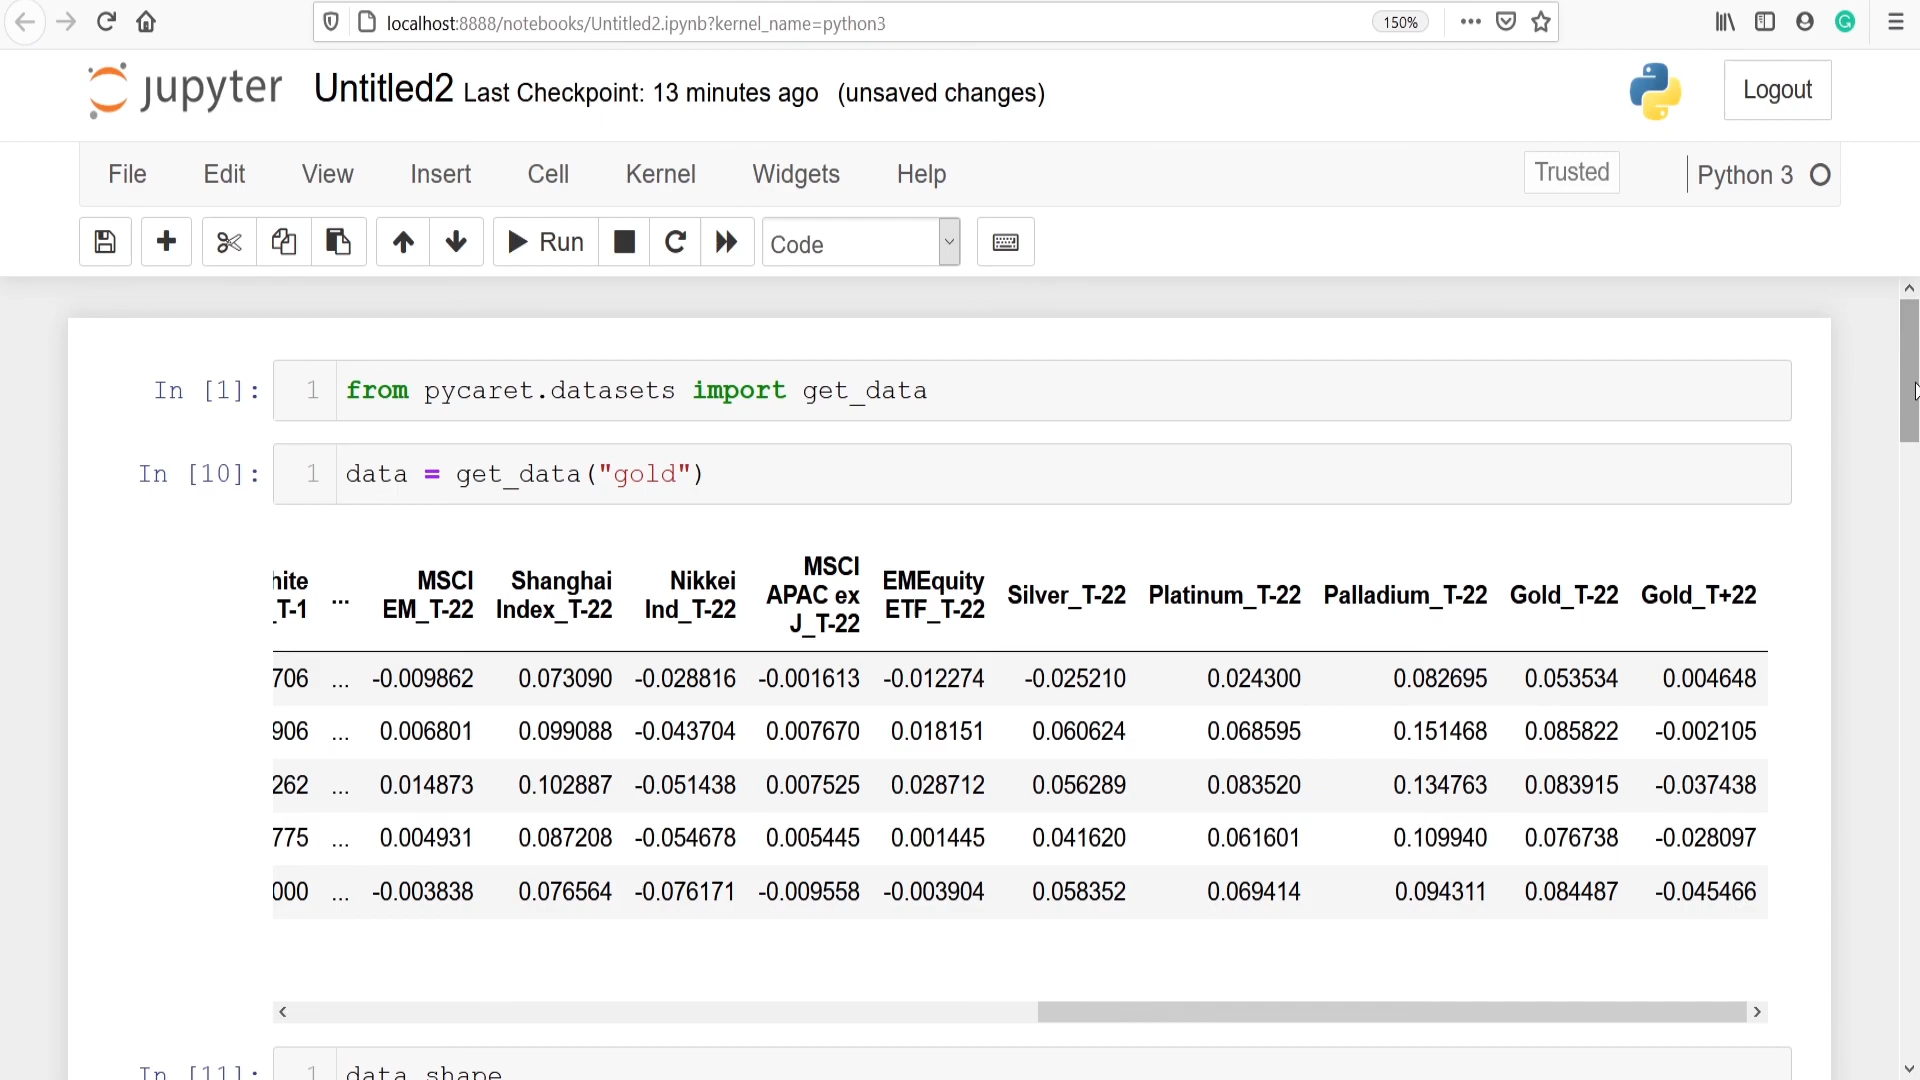 localhost:8888/notebooks/Untitled2.ipynb?kernel_name=python3 150%
jupyter Untitled2 Last Checkpoint: 13 minutes ago (unsaved changes) Logout
File Edit View Insert Cell Kernel Widgets Help Trusted Python 3
Run Code
In [1]: 1 from pycaret.datasets import get_data
In [10]: 1 data = get_data("gold")
hite _T-1 ... MSCI EM_T-22 Shanghai Index_T-22 Nikkei Ind_T-22 MSCI APAC ex J_T-22 EMEquity ETF_T-22 Silver_T-22 Platinum_T-22 Palladium_T-22 Gold_T-22 Gold_T+22
706 ... -0.009862 0.073090 -0.028816 -0.001613 -0.012274 -0.025210 0.024300 0.082695 0.053534 0.004648
906 ... 0.006801 0.099088 -0.043704 0.007670 0.018151 0.060624 0.068595 0.151468 0.085822 -0.002105
262 ... 0.014873 0.102887 -0.051438 0.007525 0.028712 0.056289 0.083520 0.134763 0.083915 -0.037438
775 ... 0.004931 0.087208 -0.054678 0.005445 0.001445 0.041620 0.061601 0.109940 0.076738 -0.028097
000 ... -0.003838 0.076564 -0.076171 -0.009558 -0.003904 0.058352 0.069414 0.094311 0.084487 -0.045466
In [11]: 1 data.shape